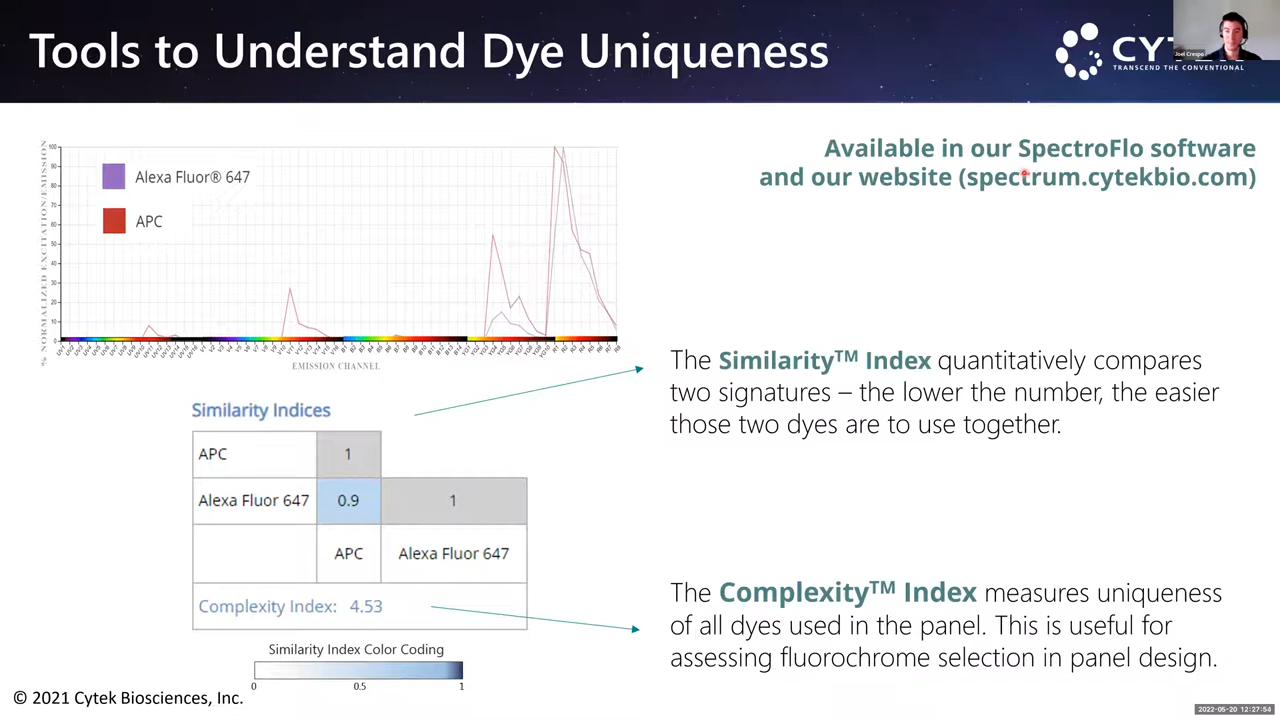 Tools to Understand Dye Uniqueness
TRANSCEND THE CONVENTIONAL
Joel Crespo
Available in our SpectroFlo software
and our website (spectrum.cytekbio.com)
Alexa Fluor® 647
APC
% NORMALIZED EXCITATION/EMISSION
EMISSION CHANNEL
The Similarity™ Index quantitatively compares
two signatures – the lower the number, the easier
those two dyes are to use together.
Similarity Indices
APC 1
Alexa Fluor 647 0.9 1
APC Alexa Fluor 647
Complexity Index: 4.53
The Complexity™ Index measures uniqueness
of all dyes used in the panel. This is useful for
assessing fluorochrome selection in panel design.
Similarity Index Color Coding
0 0.5 1
© 2021 Cytek Biosciences, Inc.
2022-05-20 12:27:54